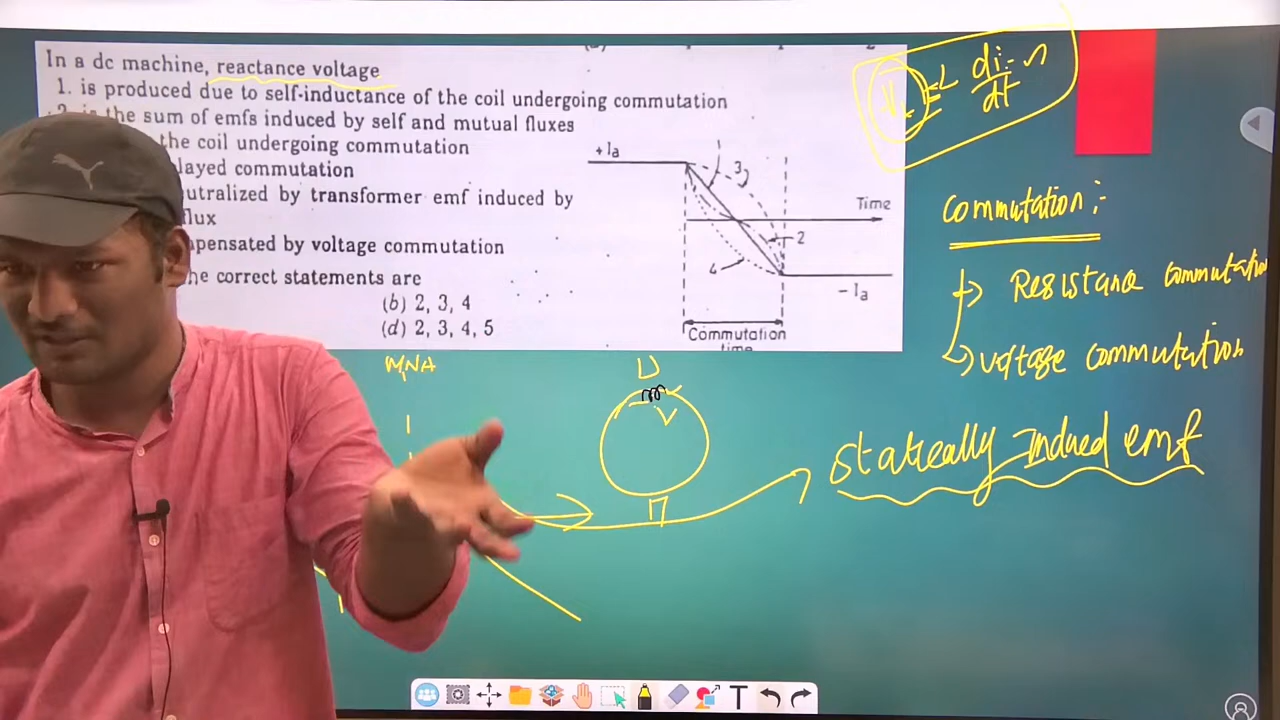 In a dc machine, reactance voltage
1. is produced due to self-inductance of the coil undergoing commutation
the sum of emfs induced by self and mutual fluxes
the coil undergoing commutation
layed commutation
utralized by transformer emf induced by
flux
pensated by voltage commutation
he correct statements are
(b) 2, 3, 4
(d) 2, 3, 4, 5
+Ia
1
3
Time
2
4
-Ia
Commutation
time
di
dt
Commutation :-
Resistance commutation
voltage commutation
MNA
statically Induced emf
T